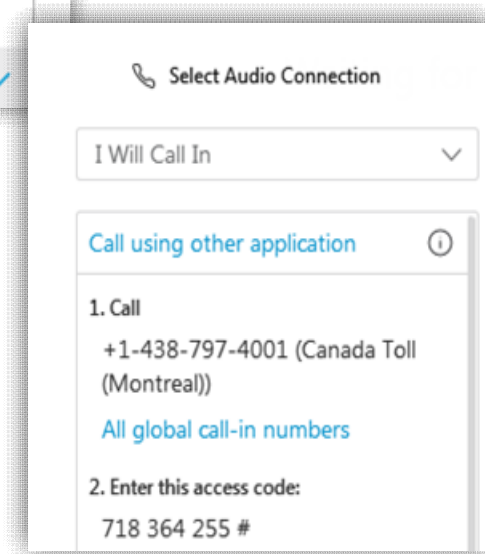 Select Audio Connection
I Will Call In
Call using other application
1. Call
+1-438-797-4001 (Canada Toll
(Montreal))
All global call-in numbers
2. Enter this access code:
718 364 255 #